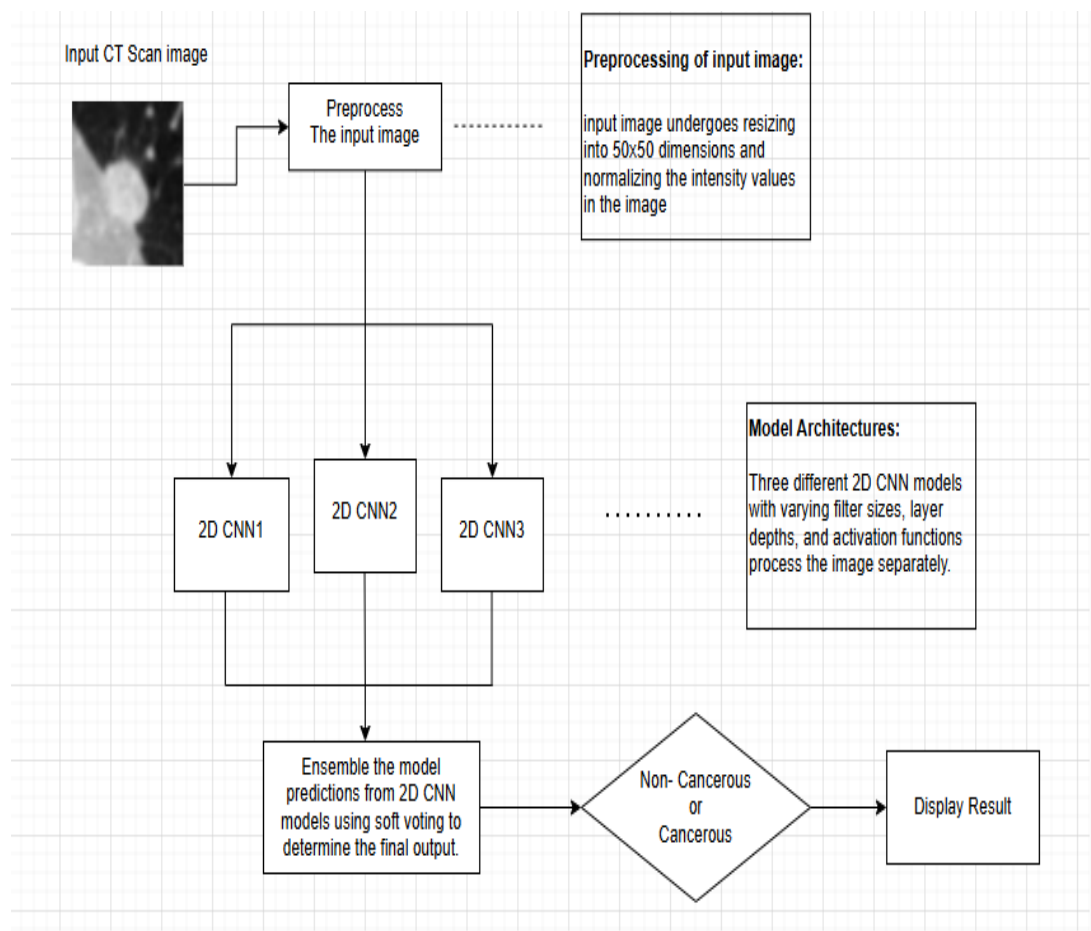 Input CT Scan image
Preprocess
The input image
Preprocessing of input image:
input image undergoes resizing
into 50x50 dimensions and
normalizing the intensity values
in the image
2D CNN1
2D CNN2
2D CNN3
Model Architectures:
Three different 2D CNN models
with varying filter sizes, layer
depths, and activation functions
process the image separately.
Ensemble the model
predictions from 2D CNN
models using soft voting to
determine the final output.
Non- Cancerous
or
Cancerous
Display Result